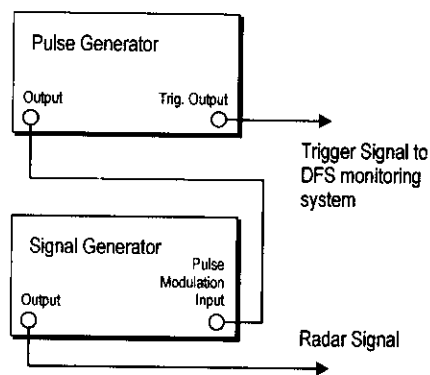 Pulse Generator
Output
Trig. Output
Trigger Signal to
DFS monitoring
system
Signal Generator
Pulse
Modulation
Input
Output
Radar Signal